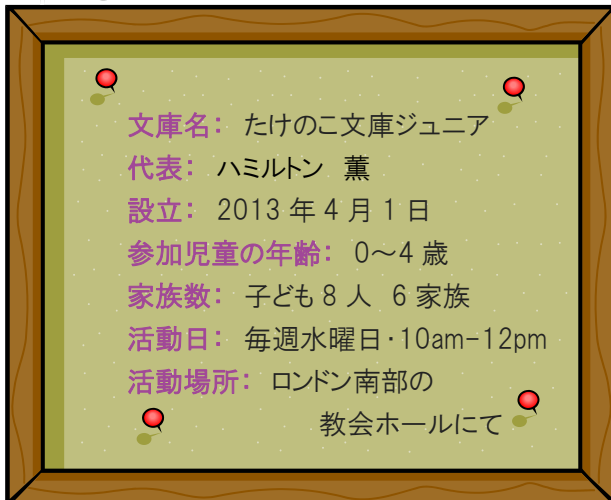 文庫名: たけのこ文庫ジュニア
代表: ハミルトン 薫
設立: 2013年4月1日
参加児童の年齢: 0～4歳
家族数: 子ども8人 6家族
活動日: 毎週水曜日・10am-12pm
活動場所: ロンドン南部の
教会ホールにて